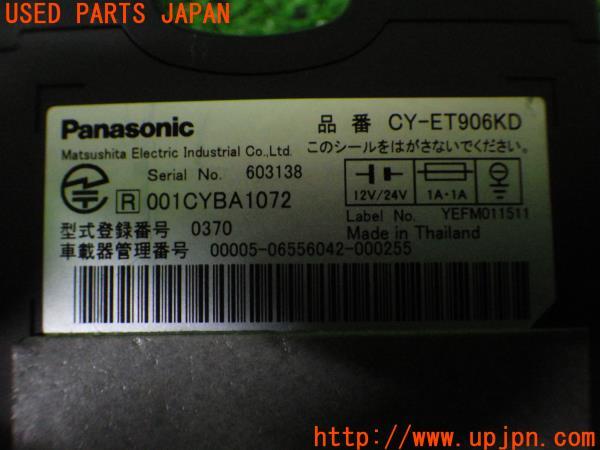 USED PARTS JAPAN
Panasonic
品 番 CY-ET906KD
Matsushita Electric Industrial Co.,Ltd.
このシールをはがさないでください。
Serial No. 603138
R 001CYBA1072
12V/24V
1A・1A
Label No. YEFM011511
型式登録番号 0370
Made in Thailand
車載器管理番号 00005-06556042-000255
(U)
http://www.upjpn.com/